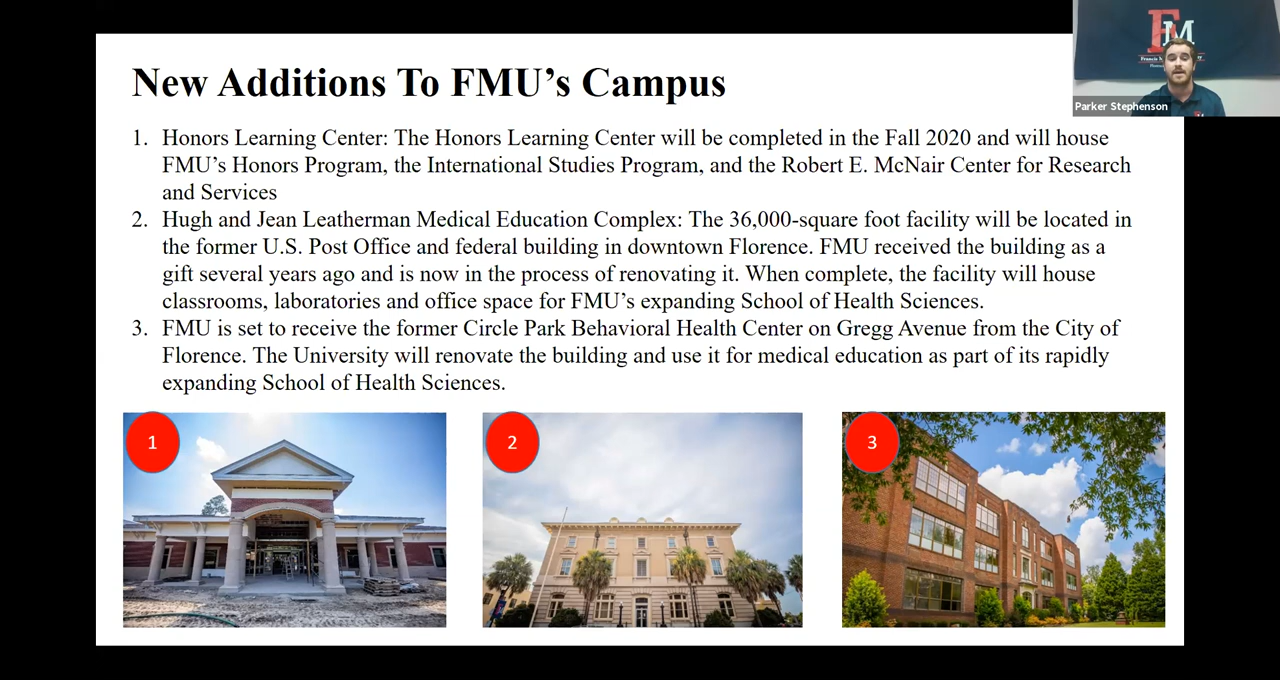 New Additions To FMU's Campus
FM
Parker Stephenson
1. Honors Learning Center: The Honors Learning Center will be completed in the Fall 2020 and will house
FMU's Honors Program, the International Studies Program, and the Robert E. McNair Center for Research
and Services
2. Hugh and Jean Leatherman Medical Education Complex: The 36,000-square foot facility will be located in
the former U.S. Post Office and federal building in downtown Florence. FMU received the building as a
gift several years ago and is now in the process of renovating it. When complete, the facility will house
classrooms, laboratories and office space for FMU's expanding School of Health Sciences.
3. FMU is set to receive the former Circle Park Behavioral Health Center on Gregg Avenue from the City of
Florence. The University will renovate the building and use it for medical education as part of its rapidly
expanding School of Health Sciences.
1
2
3